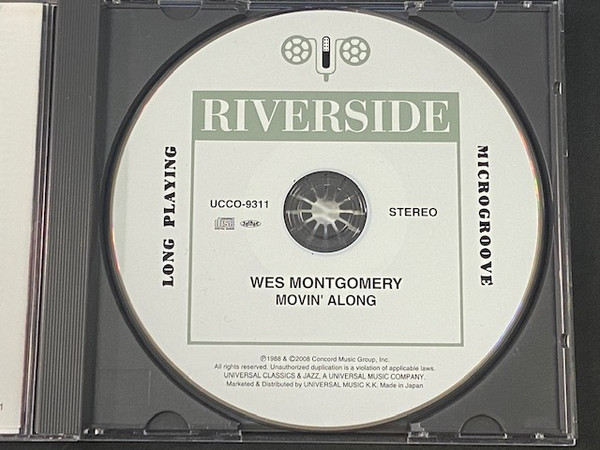 RIVERSIDE
LONG PLAYING
MICROGROOVE
UCCO-9311
STEREO
WES MONTGOMERY
MOVIN' ALONG
℗1988 & ©2008 Concord Music Group, Inc.
All rights reserved. Unauthorized duplication is a violation of applicable laws.
UNIVERSAL CLASSICS & JAZZ, A UNIVERSAL MUSIC COMPANY.
Marketed & Distributed by UNIVERSAL MUSIC K.K. Made in Japan